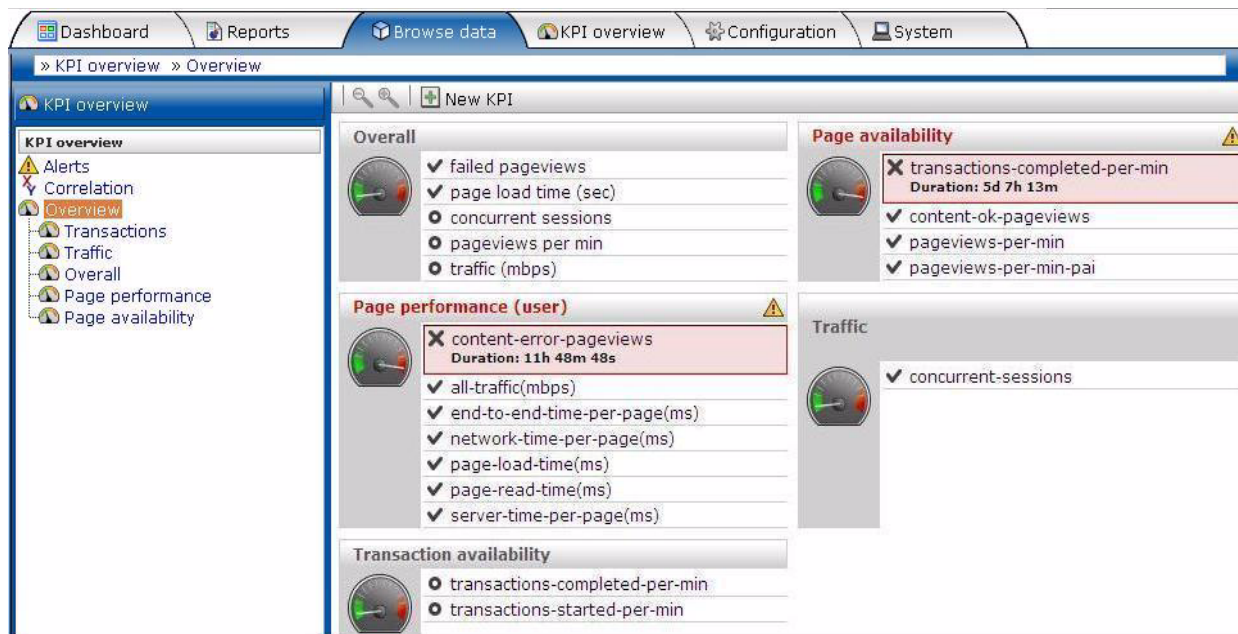 Dashboard
Reports
Browse data
KPI overview
Configuration
System
» KPI overview » Overview
KPI overview
New KPI
KPI overview
Alerts
Correlation
Overview
Transactions
Traffic
Overall
Page performance
Page availability
Overall
failed pageviews
page load time (sec)
concurrent sessions
pageviews per min
traffic (mbps)
Page availability
transactions-completed-per-min
Duration: 5d 7h 13m
content-ok-pageviews
pageviews-per-min
pageviews-per-min-pai
Page performance (user)
content-error-pageviews
Duration: 11h 48m 48s
all-traffic(mbps)
end-to-end-time-per-page(ms)
network-time-per-page(ms)
page-load-time(ms)
page-read-time(ms)
server-time-per-page(ms)
Traffic
concurrent-sessions
Transaction availability
transactions-completed-per-min
transactions-started-per-min